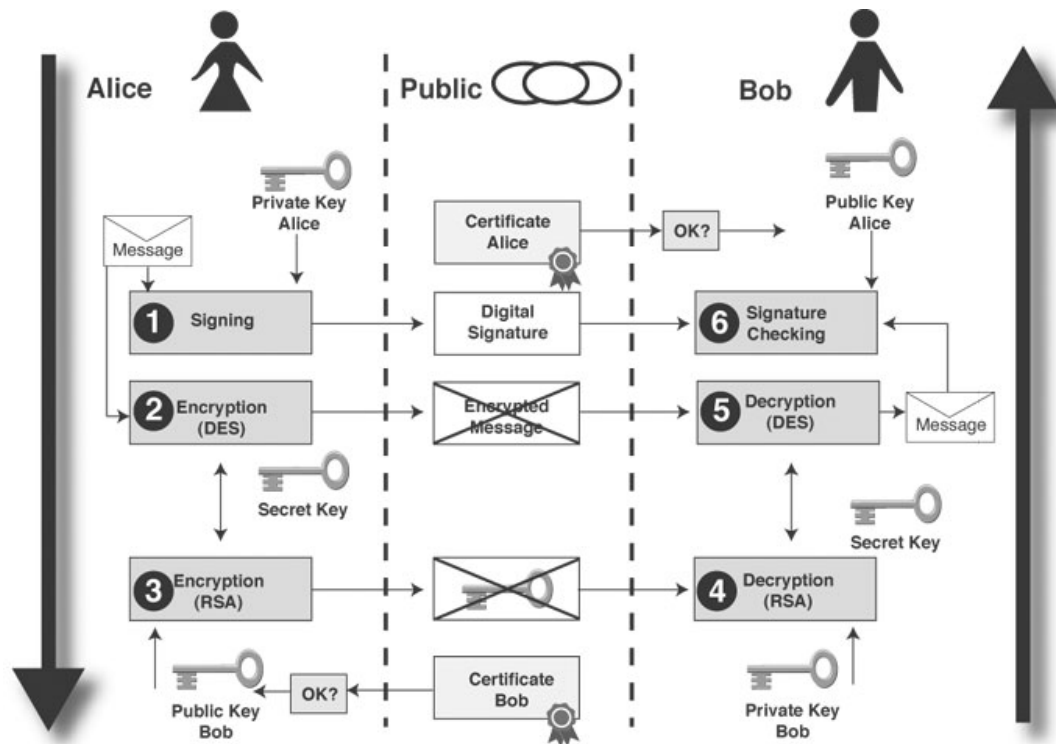 Alice
Public
Bob
Private Key
Alice
Public Key
Alice
Message
Certificate
Alice
OK?
1
Signing
Digital
Signature
6
Signature
Checking
2
Encryption
(DES)
Encrypted
Message
5
Decryption
(DES)
Message
Secret Key
Secret Key
3
Encryption
(RSA)
4
Decryption
(RSA)
Public Key
Bob
OK?
Certificate
Bob
Private Key
Bob